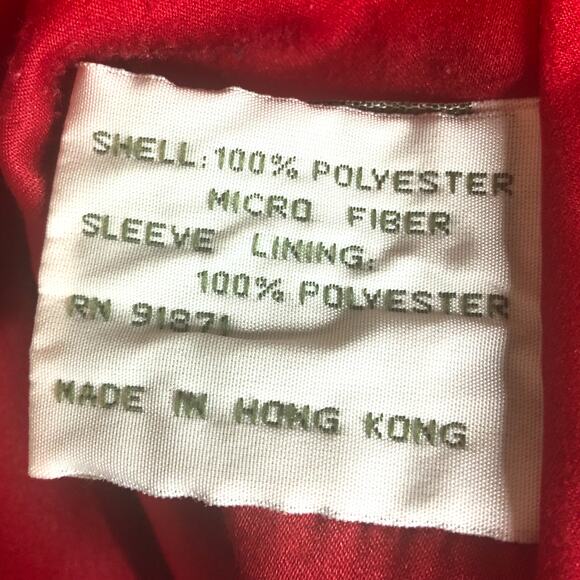 SHELL: 100% POLYESTER
MICRO FIBER
SLEEVE LINING:
100% POLYESTER
RN 91871
MADE IN HONG KONG